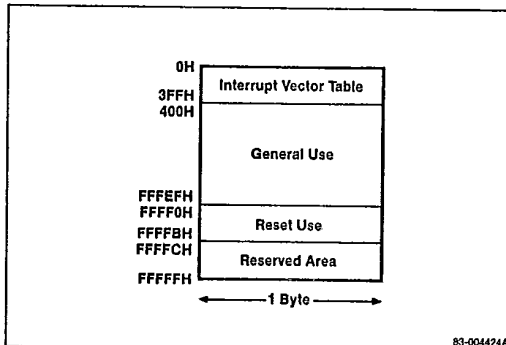 0H
Interrupt Vector Table
3FFH
400H
General Use
FFFEFH
FFFF0H
Reset Use
FFFFBH
FFFFCH
Reserved Area
FFFFFH
1 Byte
83-004424A